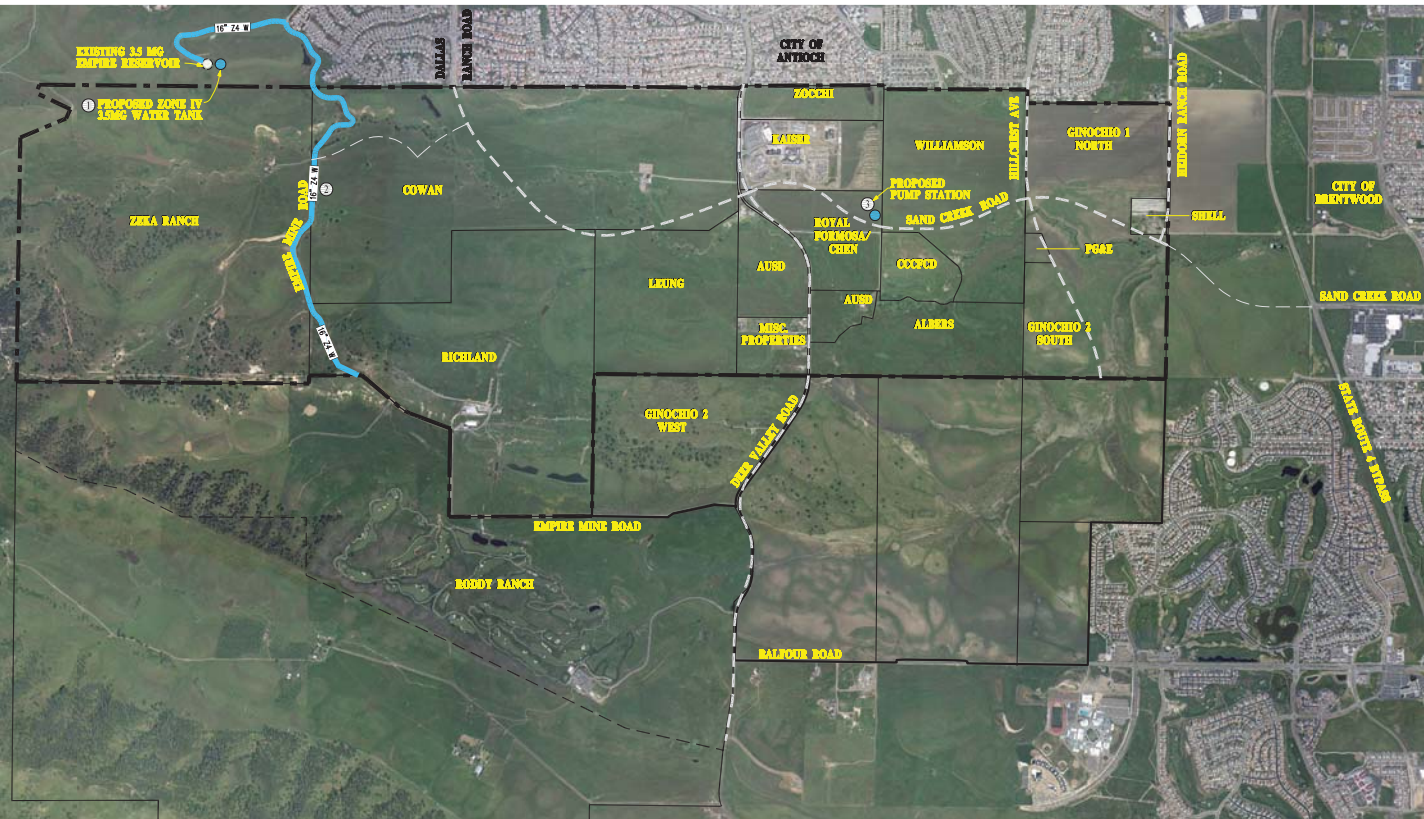 16" Z4 W
EXISTING 3.5 MG
EMPIRE RESERVOIR
DALLAS
RANCH ROAD
CITY OF
ANTIOCH
1
PROPOSED ZONE IV
3.5MG WATER TANK
ZOCCHI
KAISER
HILLCREST AVE
GINOCHIO 1
NORTH
HEIDORN RANCH ROAD
WILLIAMSON
16" Z4 W
2
COWAN
PROPOSED
PUMP STATION
3
CITY OF
BRENTWOOD
ZEKA RANCH
EMPIRE MINE ROAD
SAND CREEK ROAD
SHELL
ROYAL
FORMOSA/
CHEN
PG&E
AUSD
CCCFCD
LEUNG
AUSD
SAND CREEK ROAD
MISC.
PROPERTIES
ALBERS
GINOCHIO 2
SOUTH
16" Z4 W
RICHLAND
GINOCHIO 2
WEST
DEER VALLEY ROAD
STATE ROUTE 4 BYPASS
EMPIRE MINE ROAD
RODDY RANCH
BALFOUR ROAD